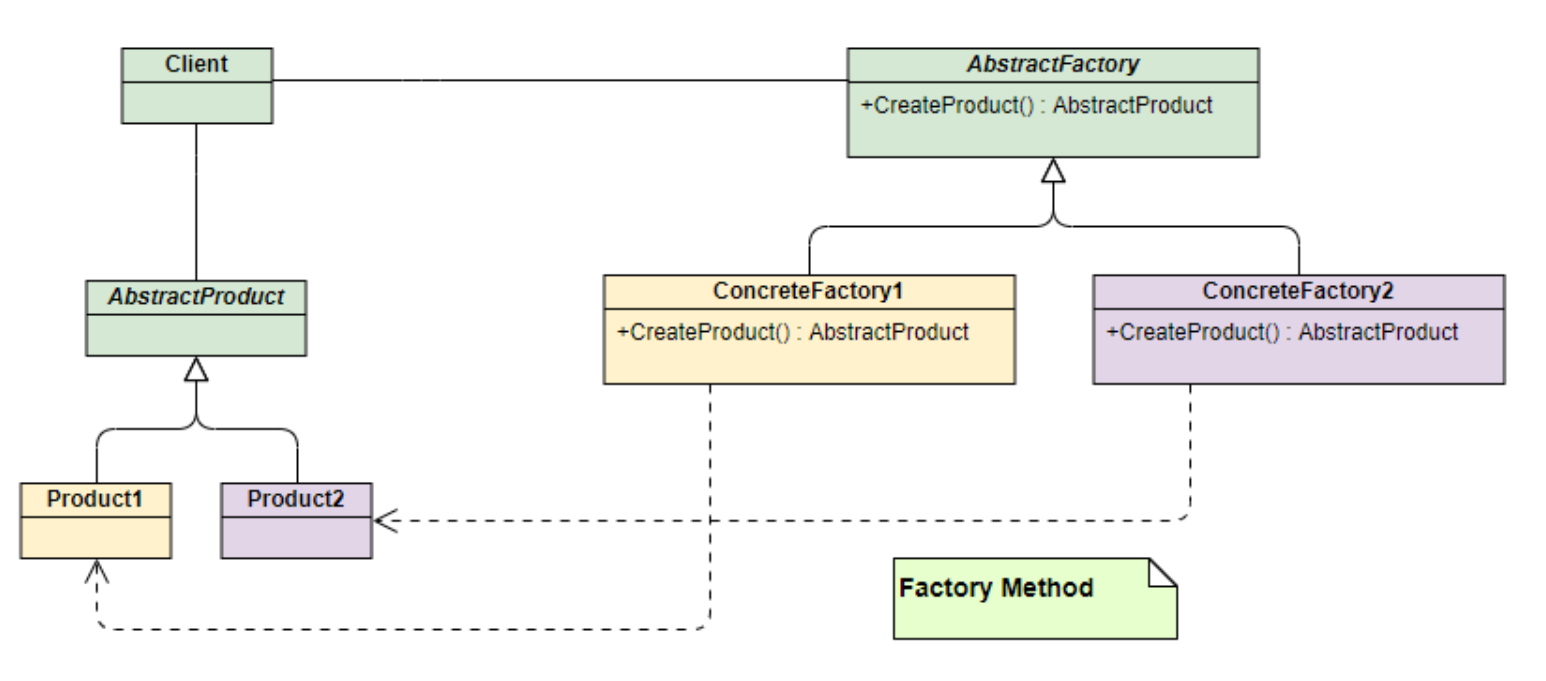 Client
AbstractFactory
+CreateProduct() : AbstractProduct
AbstractProduct
ConcreteFactory1
+CreateProduct() : AbstractProduct
ConcreteFactory2
+CreateProduct() : AbstractProduct
Product1
Product2
Factory Method